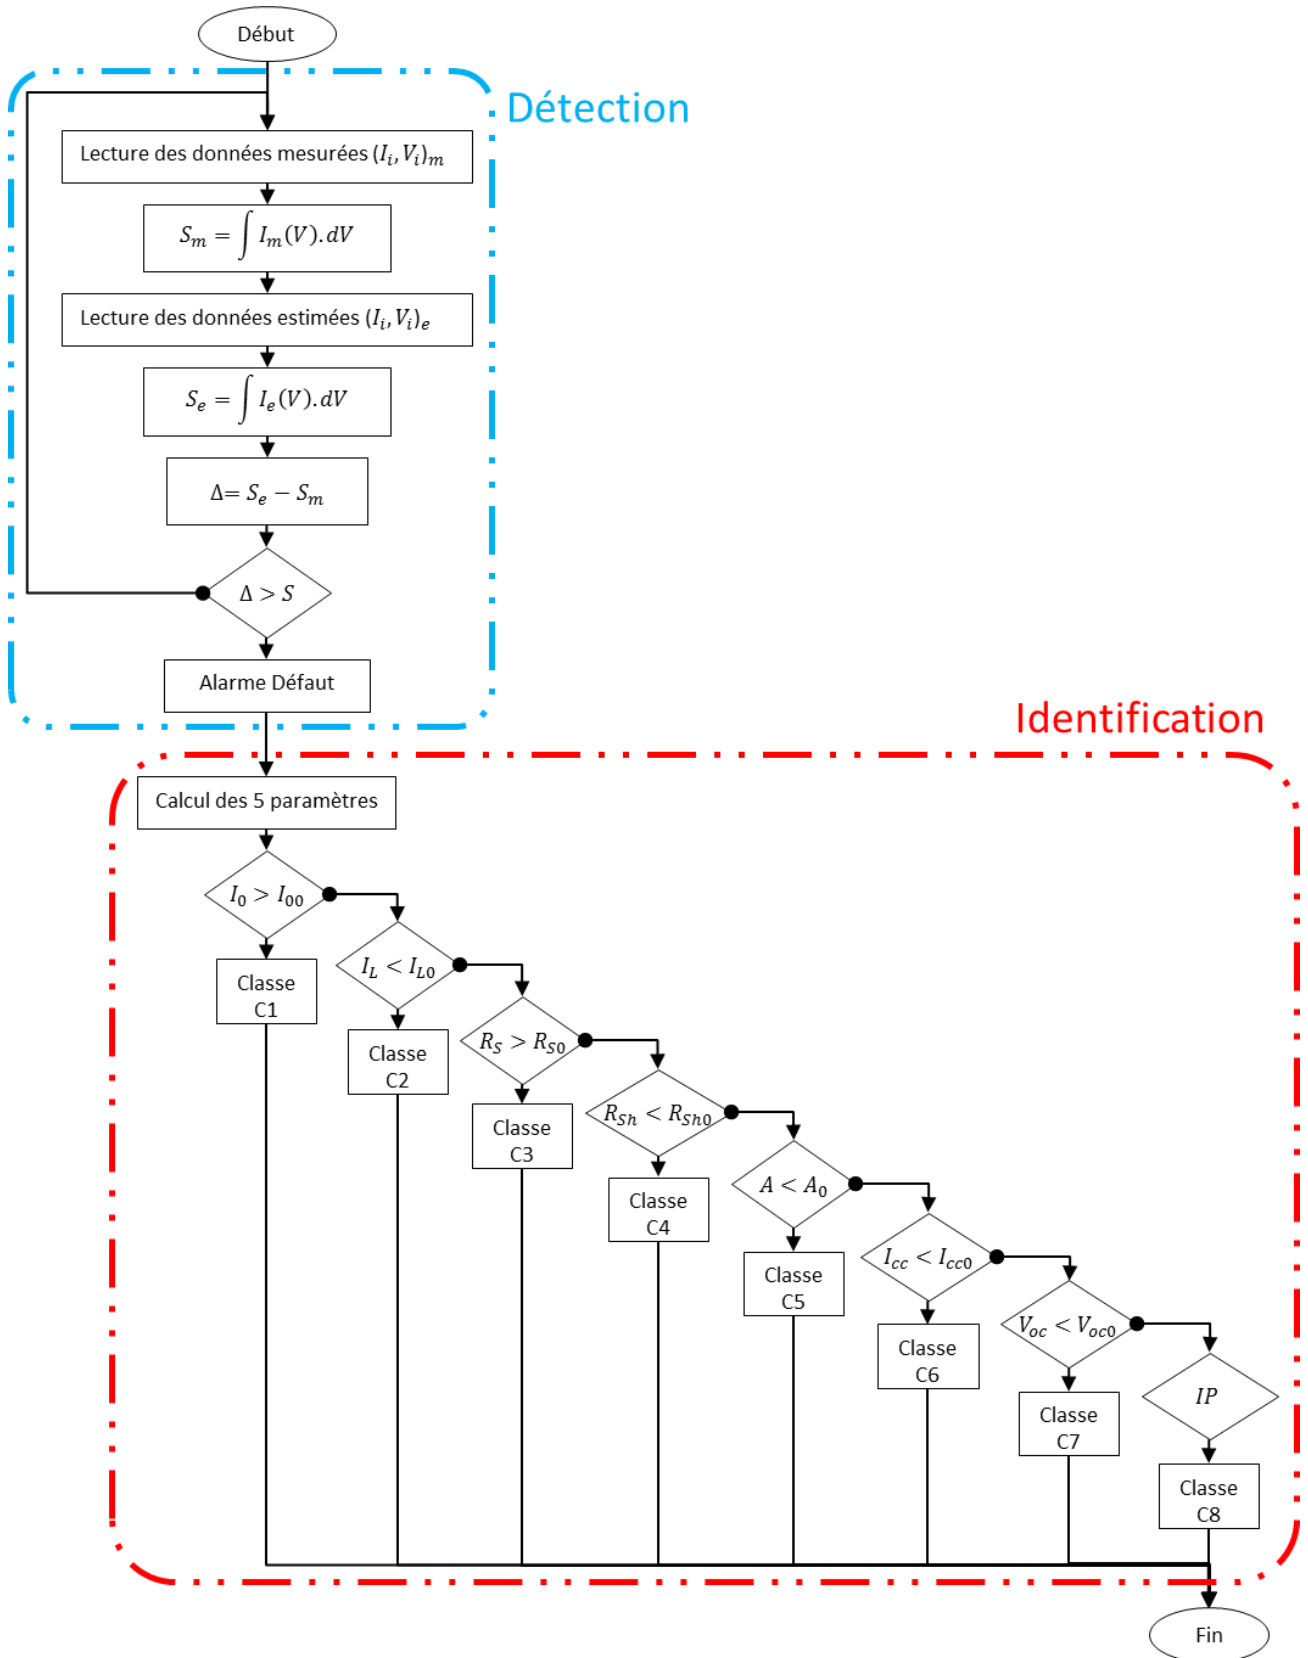 Début
Détection
Lecture des données mesurées (I_i, V_i)_m
S_m = ∫ I_m(V).dV
Lecture des données estimées (I_i, V_i)_e
S_e = ∫ I_e(V).dV
Δ= S_e − S_m
Δ > S
Alarme Défaut
Identification
Calcul des 5 paramètres
I_0 > I_00
Classe
C1
I_L < I_L0
Classe
C2
R_S > R_S0
Classe
C3
R_Sh < R_Sh0
Classe
C4
A < A_0
Classe
C5
I_cc < I_cc0
Classe
C6
V_oc < V_oc0
Classe
C7
IP
Classe
C8
Fin